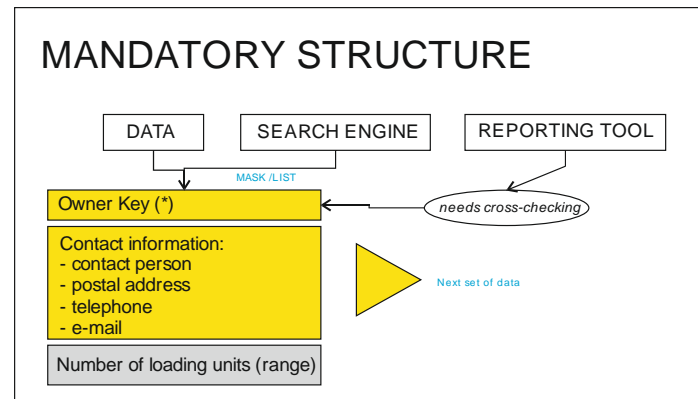 MANDATORY STRUCTURE
DATA
SEARCH ENGINE
REPORTING TOOL
MASK /LIST
Owner Key (*)
needs cross-checking
Contact information:
- contact person
- postal address
- telephone
- e-mail
Next set of data
Number of loading units (range)